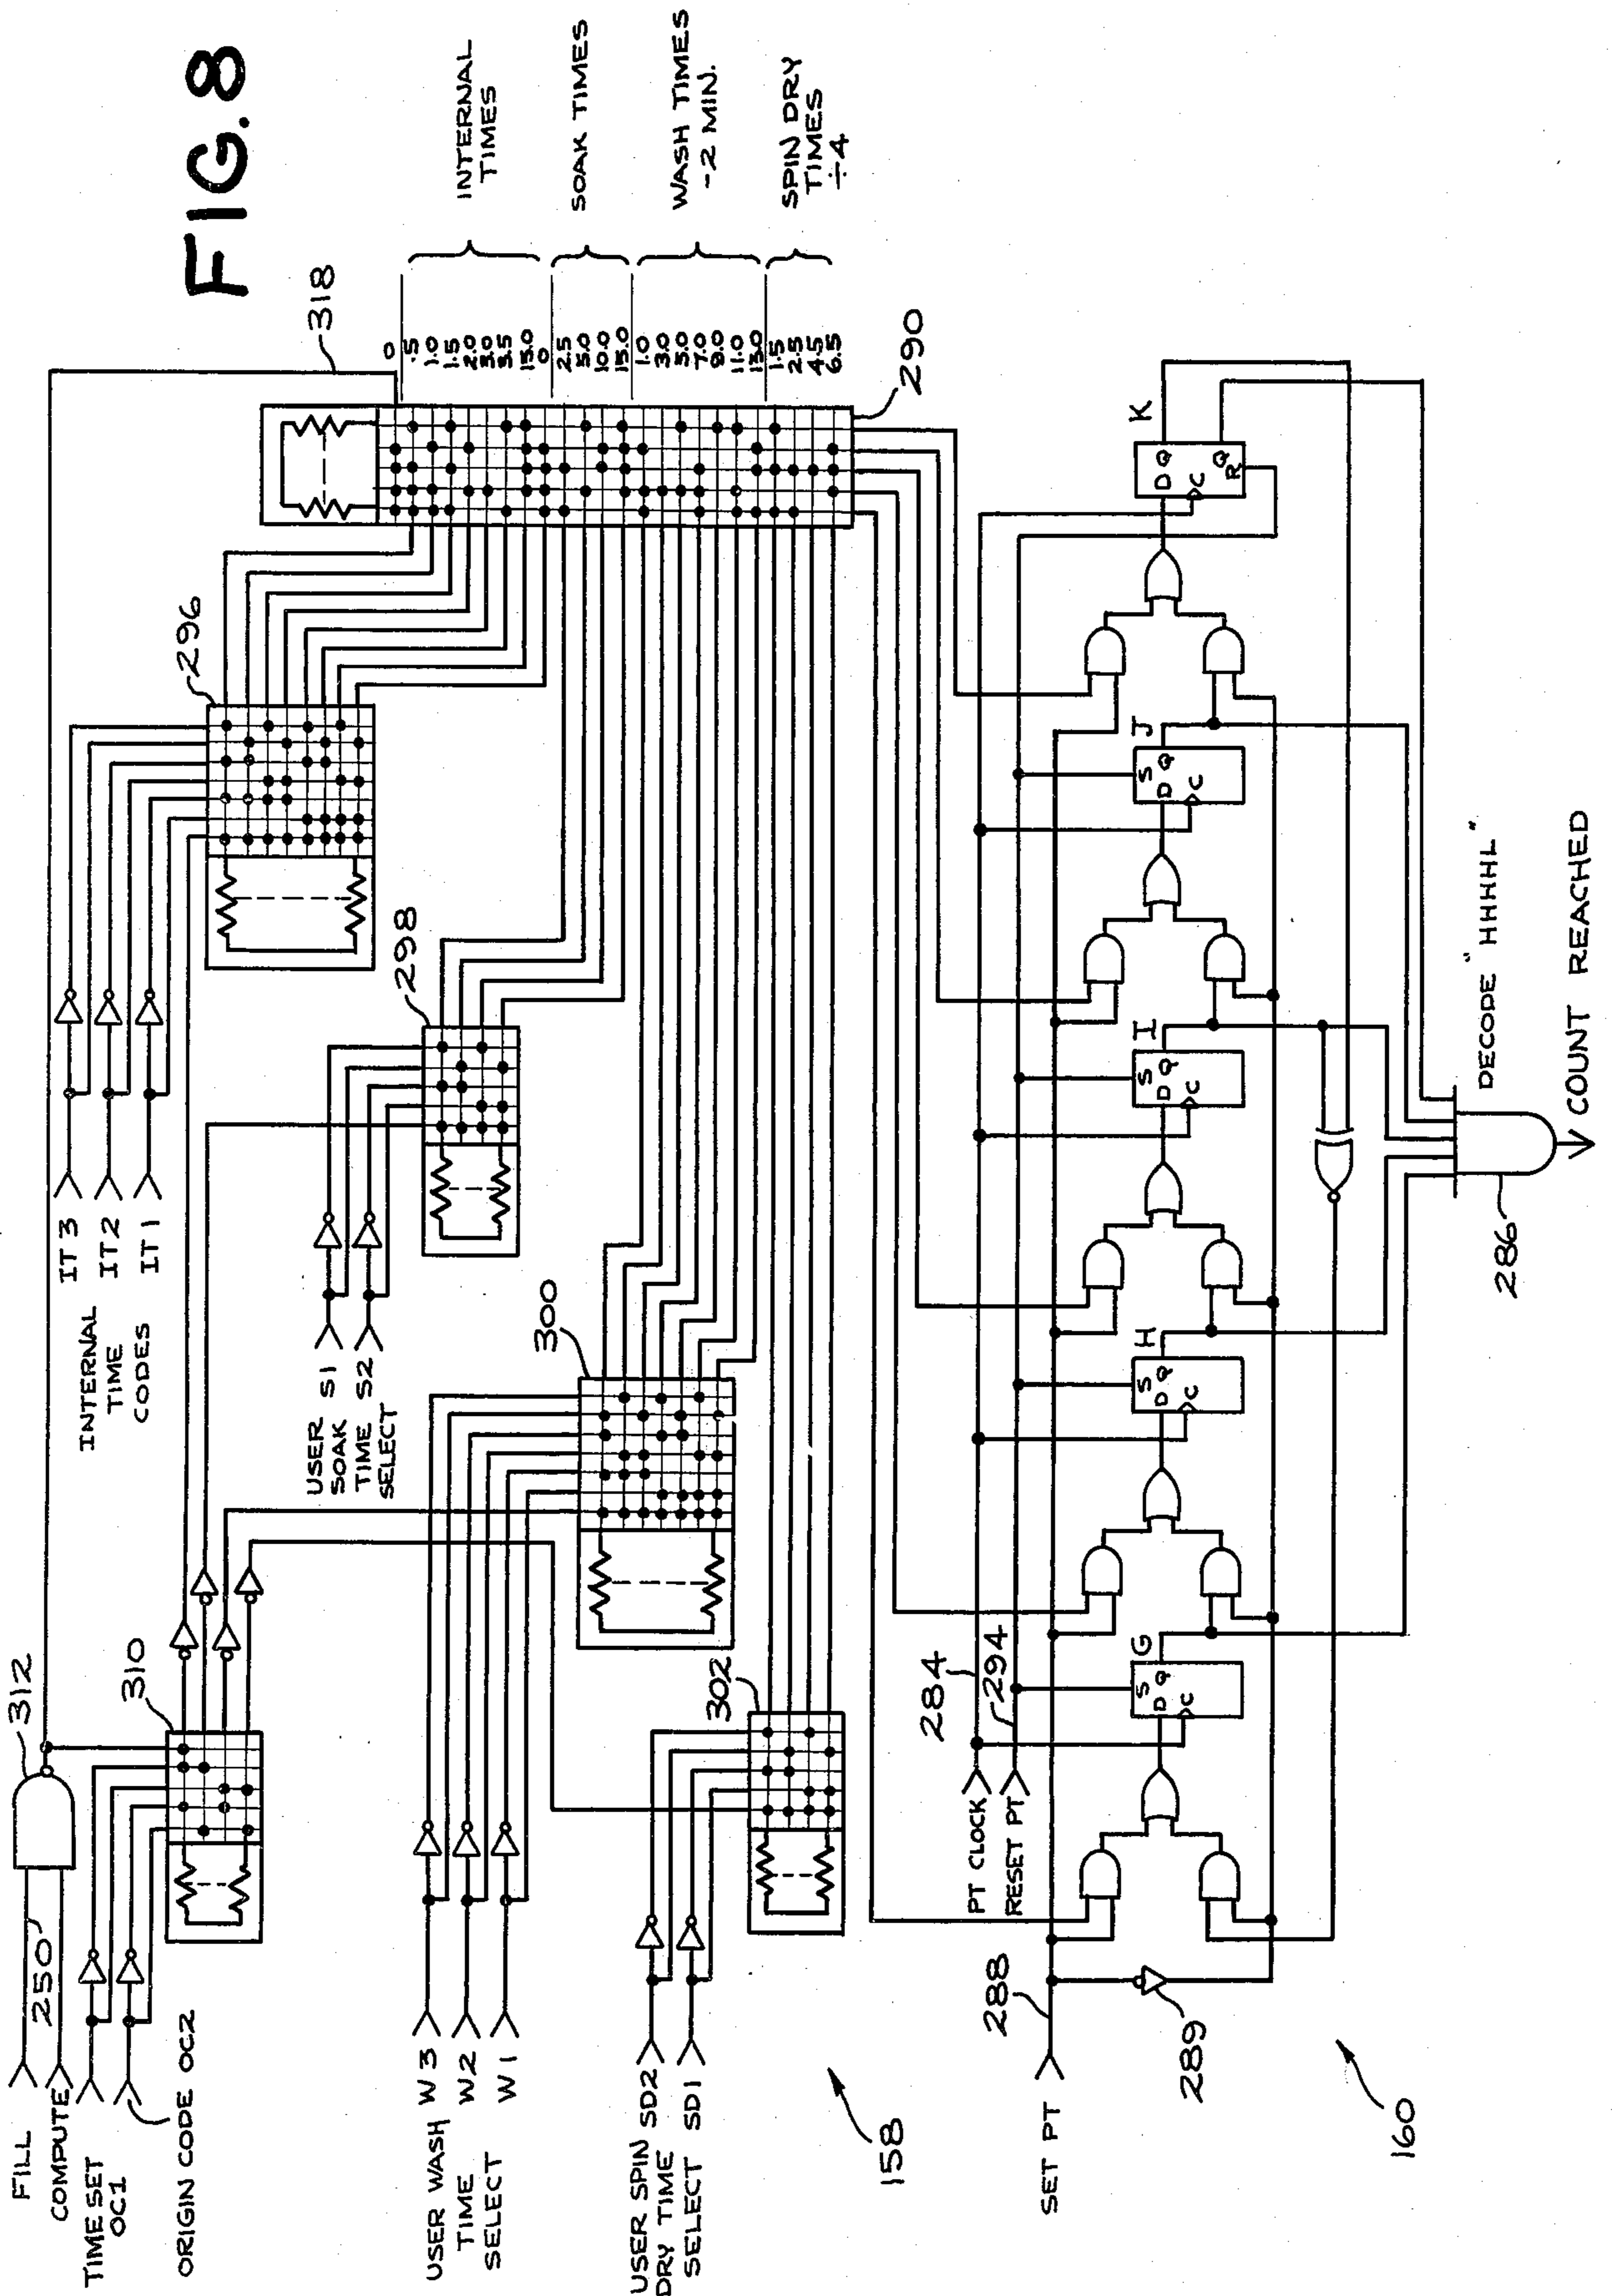 FIG. 8
FILL
COMPUTE
250
312
TIME SET
OC1
ORIGIN CODE OC2
310
INTERNAL
TIME
CODES
IT 3
IT 2
IT 1
296
318
USER
SOAK
TIME
SELECT
S1
S2
298
USER WASH
TIME
SELECT
W3
W2
W1
300
USER SPIN
DRY TIME
SELECT
SD2
SD1
302
0
.5
1.0
1.5
2.0
3.0
3.5
15.0
0
2.5
5.0
10.0
15.0
1.0
3.0
5.0
7.0
9.0
11.0
13.0
1.5
2.5
4.5
6.5
INTERNAL
TIMES
SOAK TIMES
WASH TIMES
-2 MIN.
SPIN DRY
TIMES
÷4
290
158
284
294
PT CLOCK
RESET PT
288
SET PT
289
160
G
S
D Q
C
H
S
D Q
C
I
S
D Q
C
J
S
D Q
C
K
D Q
C
Q
R
286
DECODE "HHHHL"
COUNT REACHED